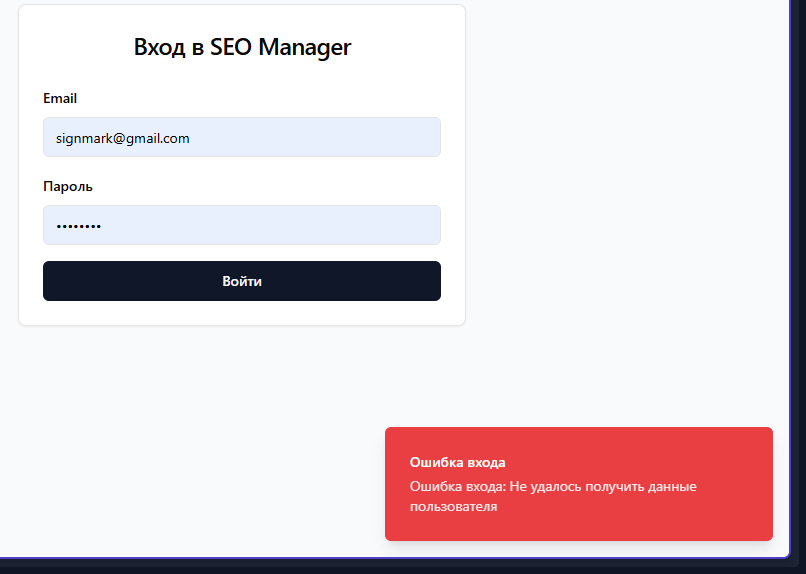 Вход в SEO Manager
Email
signmark@gmail.com
Пароль
••••••••
Войти
Ошибка входа
Ошибка входа: Не удалось получить данные
пользователя